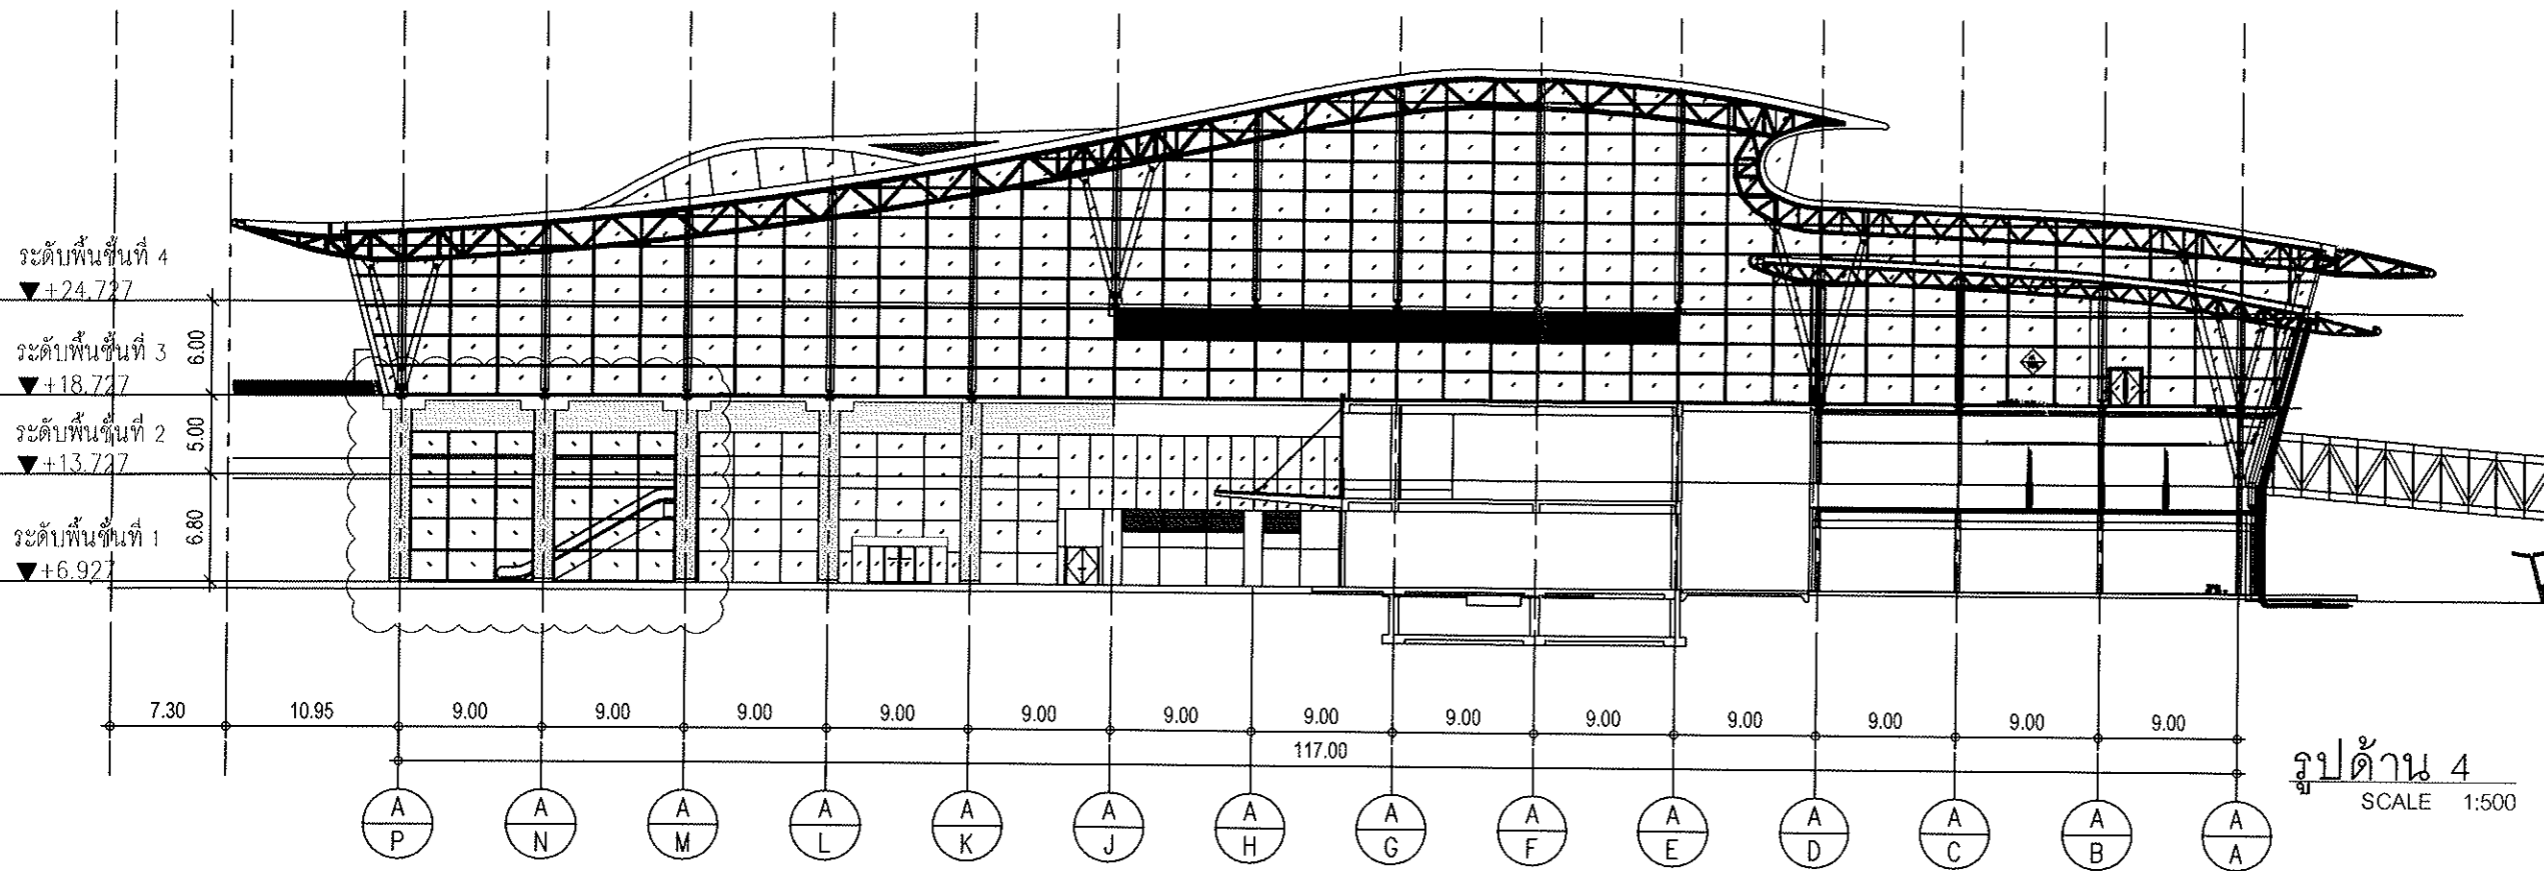 ระดับพื้นชั้นที่ 4
+24.727
6.00
ระดับพื้นชั้นที่ 3
+18.727
5.00
ระดับพื้นชั้นที่ 2
+13.727
6.80
ระดับพื้นชั้นที่ 1
+6.927
7.30 10.95 9.00 9.00 9.00 9.00 9.00 9.00 9.00 9.00 9.00 9.00 9.00 9.00 9.00
117.00
A A A A A A A A A A A A A A
P N M L K J H G F E D C B A
รูปด้าน 4
SCALE 1:500